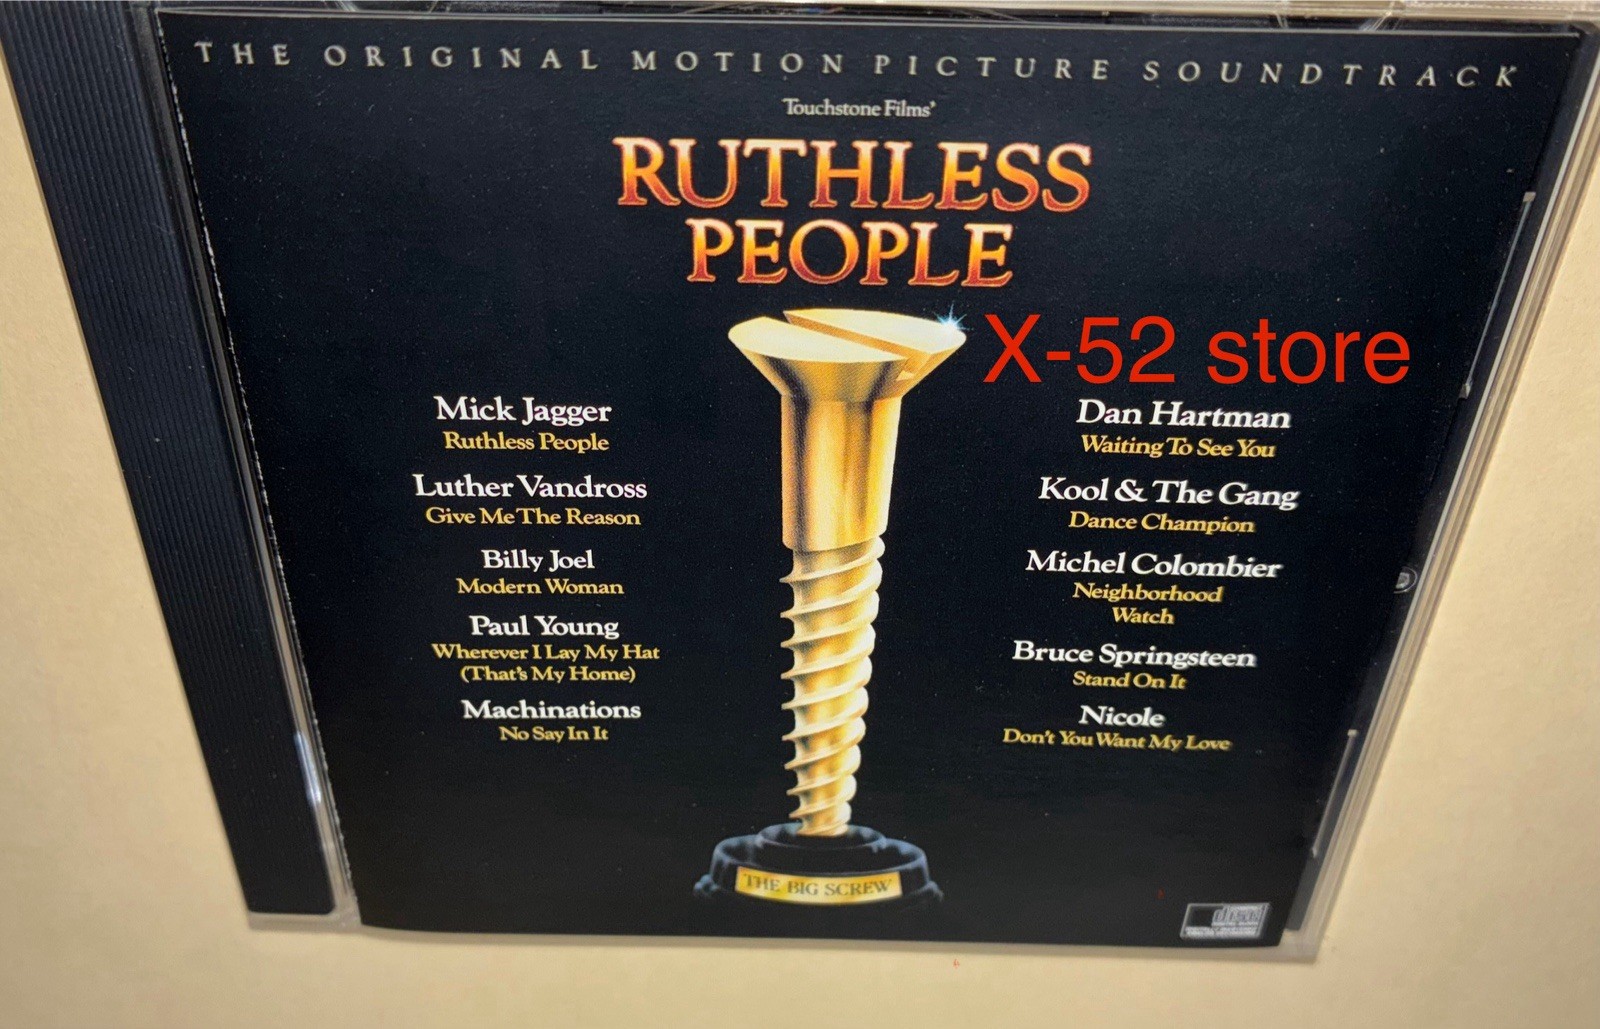 THE ORIGINAL MOTION PICTURE SOUNDTRACK
Touchstone Films'
RUTHLESS
PEOPLE
X-52 store
Mick Jagger
Ruthless People
Luther Vandross
Give Me The Reason
Billy Joel
Modern Woman
Paul Young
Wherever I Lay My Hat
(That's My Home)
Machinations
No Say In It
Dan Hartman
Waiting To See You
Kool & The Gang
Dance Champion
Michel Colombier
Neighborhood
Watch
Bruce Springsteen
Stand On It
Nicole
Don't You Want My Love
THE BIG SCREW